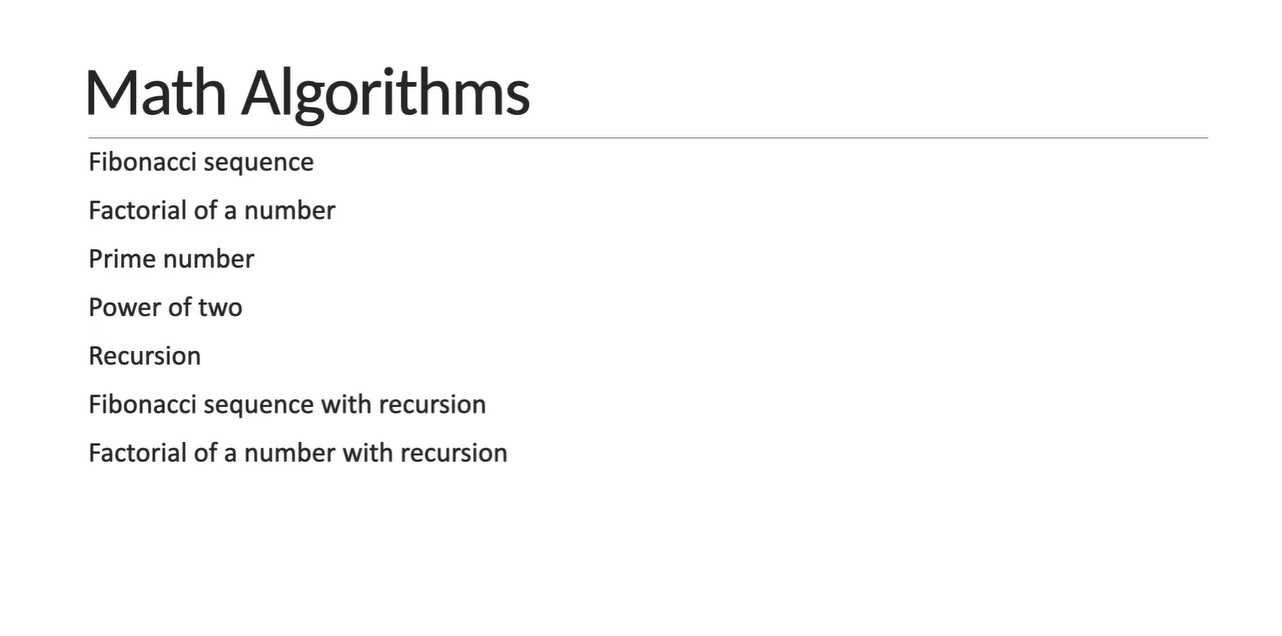 Math Algorithms
Fibonacci sequence
Factorial of a number
Prime number
Power of two
Recursion
Fibonacci sequence with recursion
Factorial of a number with recursion